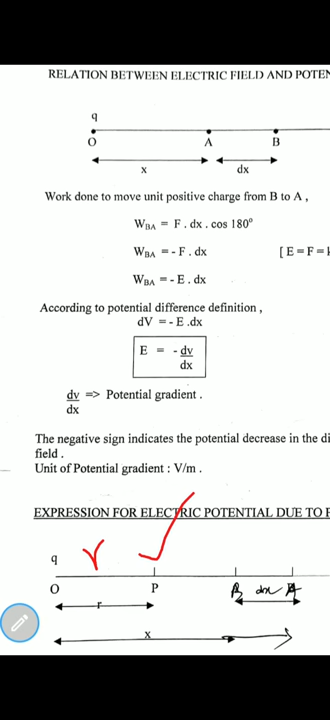 RELATION BETWEEN ELECTRIC FIELD AND POTEN
q
O A B
x dx
Work done to move unit positive charge from B to A ,
W_BA = F . dx . cos 180°
W_BA = - F . dx [ E = F =
W_BA = - E . dx
According to potential difference definition ,
dV = - E .dx
E = - dv
dx
dv => Potential gradient .
dx
The negative sign indicates the potential decrease in the di
field .
Unit of Potential gradient : V/m .
EXPRESSION FOR ELECTRIC POTENTIAL DUE TO
q r
O P B dx A
r
x